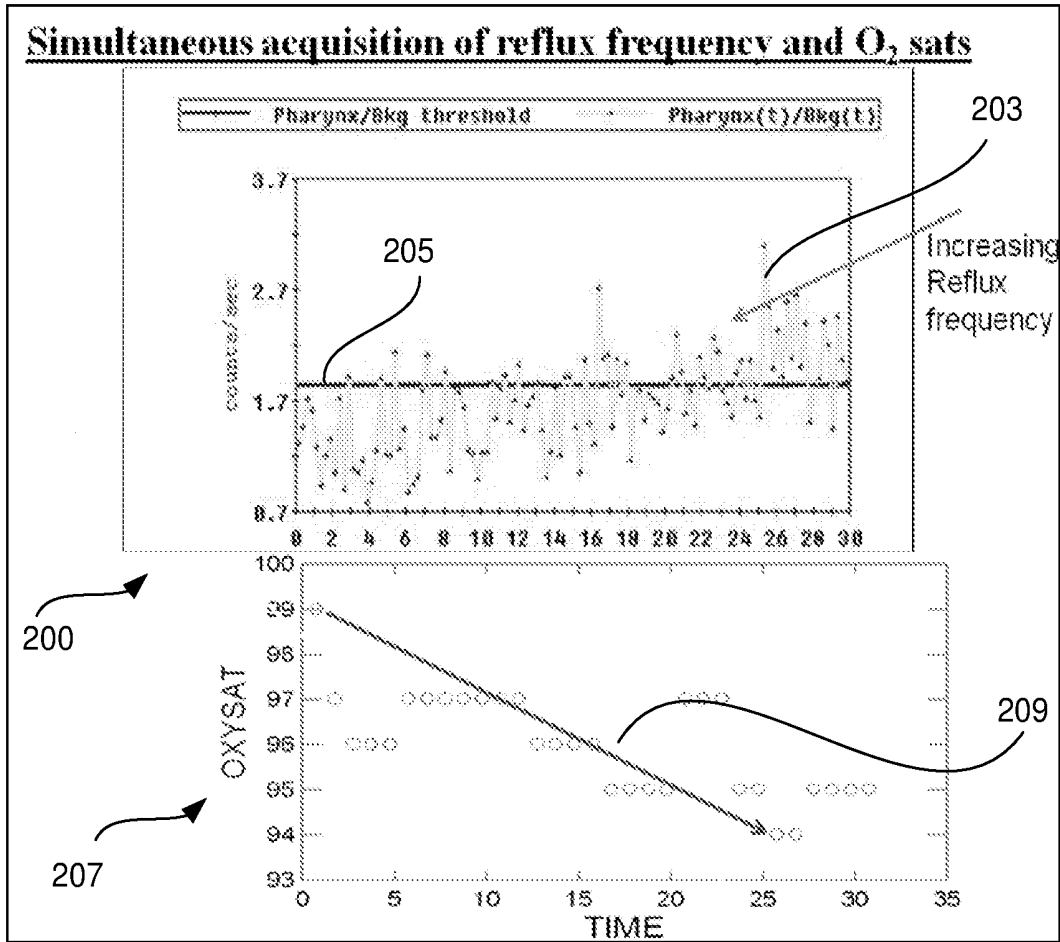 Simultaneous acquisition of reflux frequency and O₂ sats
Pharynx/Bkg threshold Pharynx(t)/Bkg(t)
203
3.7
205
Increasing
Reflux
frequency
2.7
counts/sec
1.7
0.7
0 2 4 6 8 10 12 14 16 18 20 22 24 26 28 30
200
100
99
98
97
96
95
94
93
OXYSAT
209
207
0 5 10 15 20 25 30 35
TIME